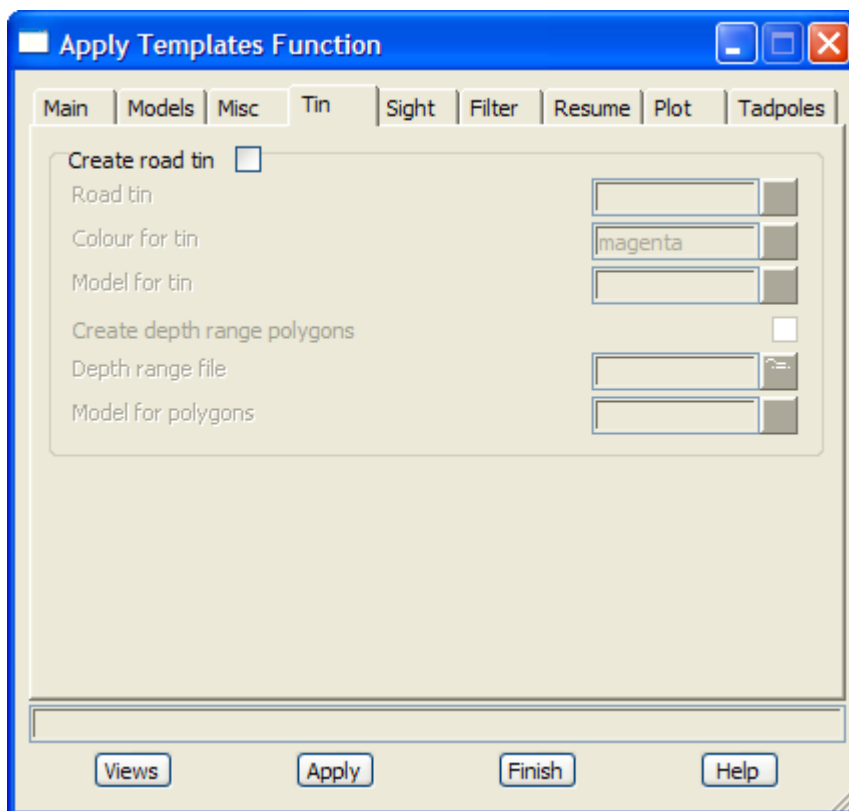 Apply Templates Function
Main Models Misc Tin Sight Filter Resume Plot Tadpoles
Create road tin
Road tin
Colour for tin magenta
Model for tin
Create depth range polygons
Depth range file
Model for polygons
Views Apply Finish Help